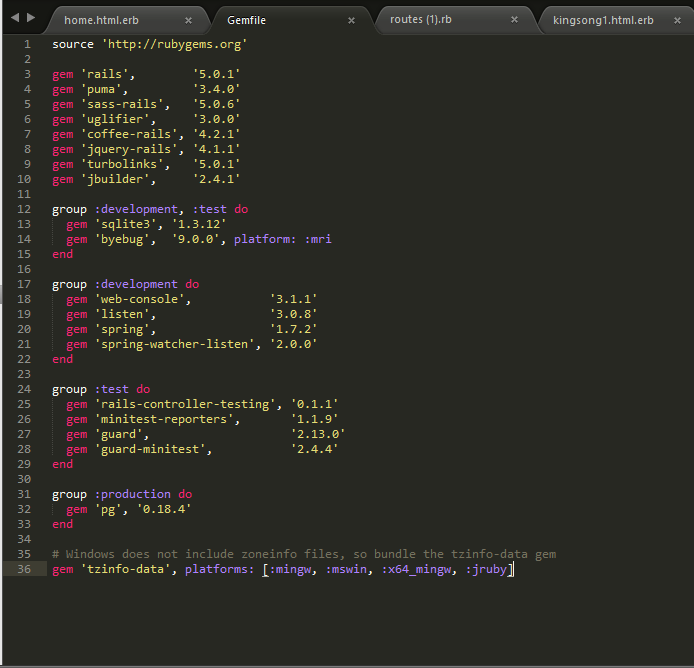 home.html.erb × Gemfile × routes (1).rb × kingsong1.html.erb ×
1 source 'http://rubygems.org'
2
3 gem 'rails', '5.0.1'
4 gem 'puma', '3.4.0'
5 gem 'sass-rails', '5.0.6'
6 gem 'uglifier', '3.0.0'
7 gem 'coffee-rails', '4.2.1'
8 gem 'jquery-rails', '4.1.1'
9 gem 'turbolinks', '5.0.1'
10 gem 'jbuilder', '2.4.1'
11
12 group :development, :test do
13 gem 'sqlite3', '1.3.12'
14 gem 'byebug', '9.0.0', platform: :mri
15 end
16
17 group :development do
18 gem 'web-console', '3.1.1'
19 gem 'listen', '3.0.8'
20 gem 'spring', '1.7.2'
21 gem 'spring-watcher-listen', '2.0.0'
22 end
23
24 group :test do
25 gem 'rails-controller-testing', '0.1.1'
26 gem 'minitest-reporters', '1.1.9'
27 gem 'guard', '2.13.0'
28 gem 'guard-minitest', '2.4.4'
29 end
30
31 group :production do
32 gem 'pg', '0.18.4'
33 end
34
35 # Windows does not include zoneinfo files, so bundle the tzinfo-data gem
36 gem 'tzinfo-data', platforms: [:mingw, :mswin, :x64_mingw, :jruby]